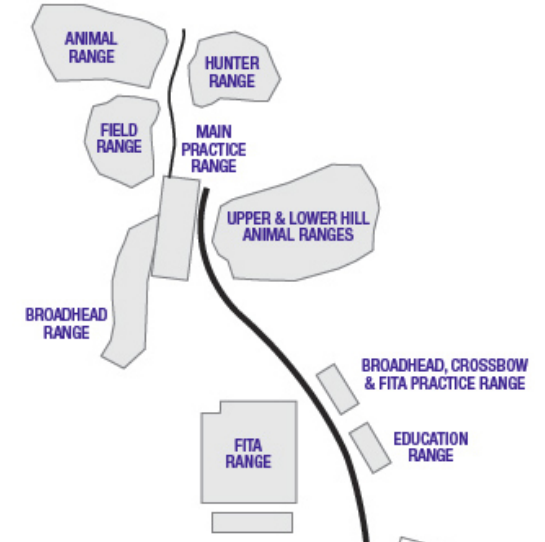 ANIMAL
RANGE
HUNTER
RANGE
FIELD
RANGE
MAIN
PRACTICE
RANGE
UPPER & LOWER HILL
ANIMAL RANGES
BROADHEAD
RANGE
BROADHEAD, CROSSBOW
& FITA PRACTICE RANGE
FITA
RANGE
EDUCATION
RANGE